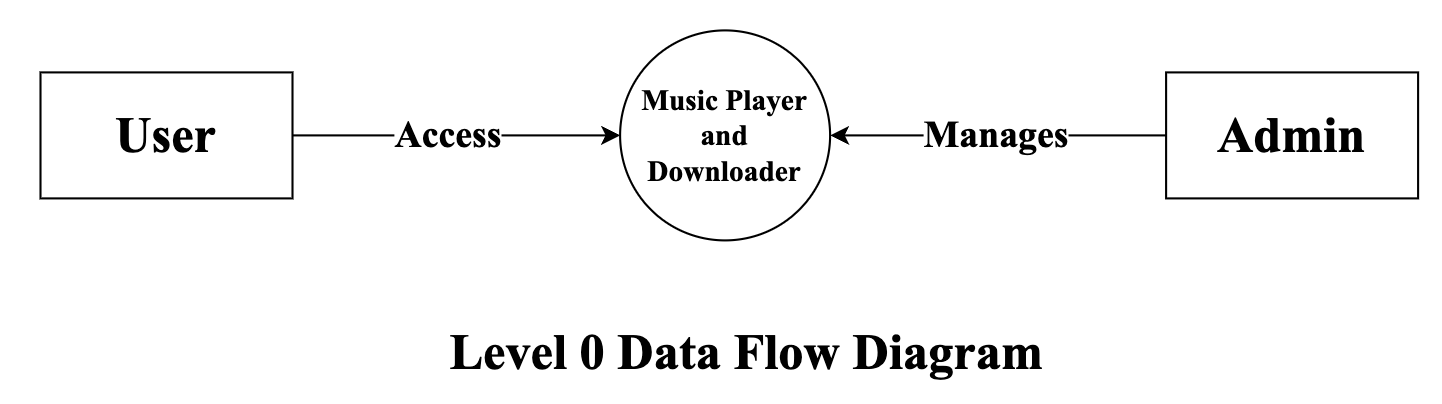 User
Access
Music Player
and
Downloader
Manages
Admin
Level 0 Data Flow Diagram